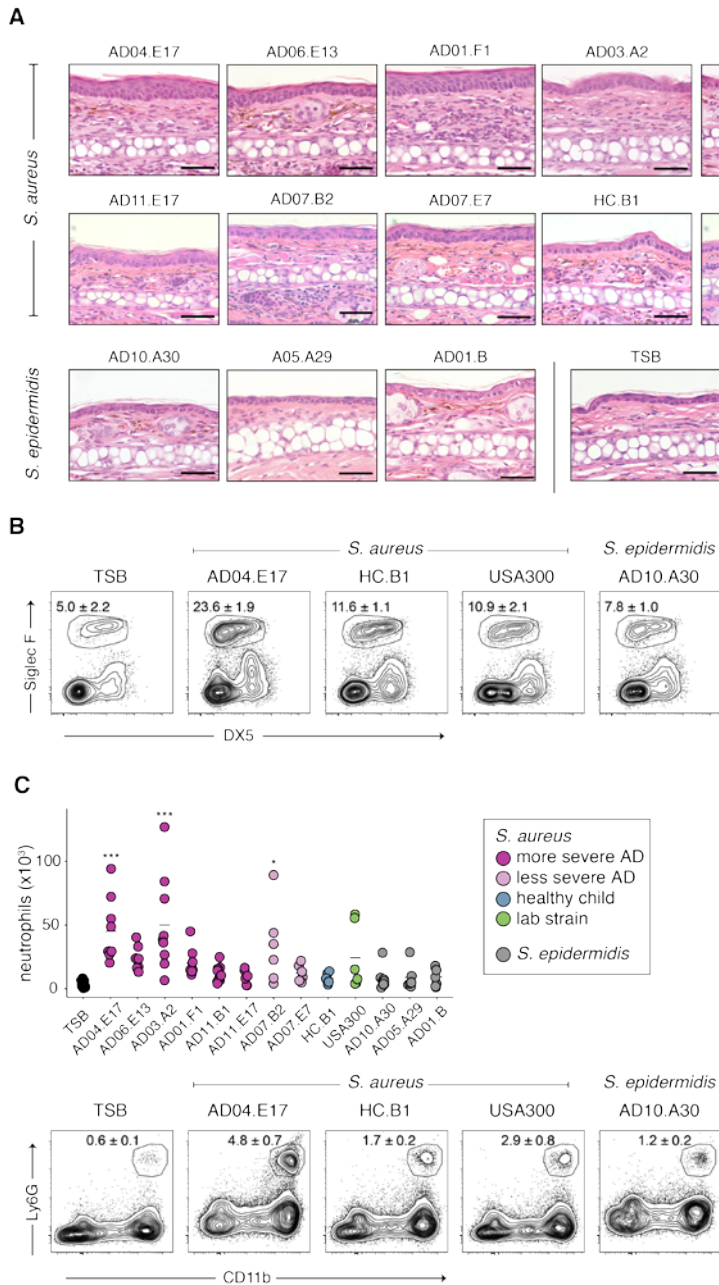 A
AD04.E17 AD06.E13 AD01.F1 AD03.A2
S. aureus
AD11.E17 AD07.B2 AD07.E7 HC.B1
S. epidermidis
AD10.A30 A05.A29 AD01.B TSB
B
S. aureus S. epidermidis
TSB AD04.E17 HC.B1 USA300 AD10.A30
5.0 ± 2.2 23.6 ± 1.9 11.6 ± 1.1 10.9 ± 2.1 7.8 ± 1.0
Siglec F
DX5
C
neutrophils (x10³)
100
50
0
*** *** *
TSB AD04.E17 AD06.E13 AD03.A2 AD01.F1 AD11.B1 AD11.E17 AD07.B2 AD07.E7 HC.B1 USA300 AD10.A30 AD05.A29 AD01.B
S. aureus
more severe AD
less severe AD
healthy child
lab strain
S. epidermidis
S. aureus S. epidermidis
TSB AD04.E17 HC.B1 USA300 AD10.A30
0.6 ± 0.1 4.8 ± 0.7 1.7 ± 0.2 2.9 ± 0.8 1.2 ± 0.2
Ly6G
CD11b